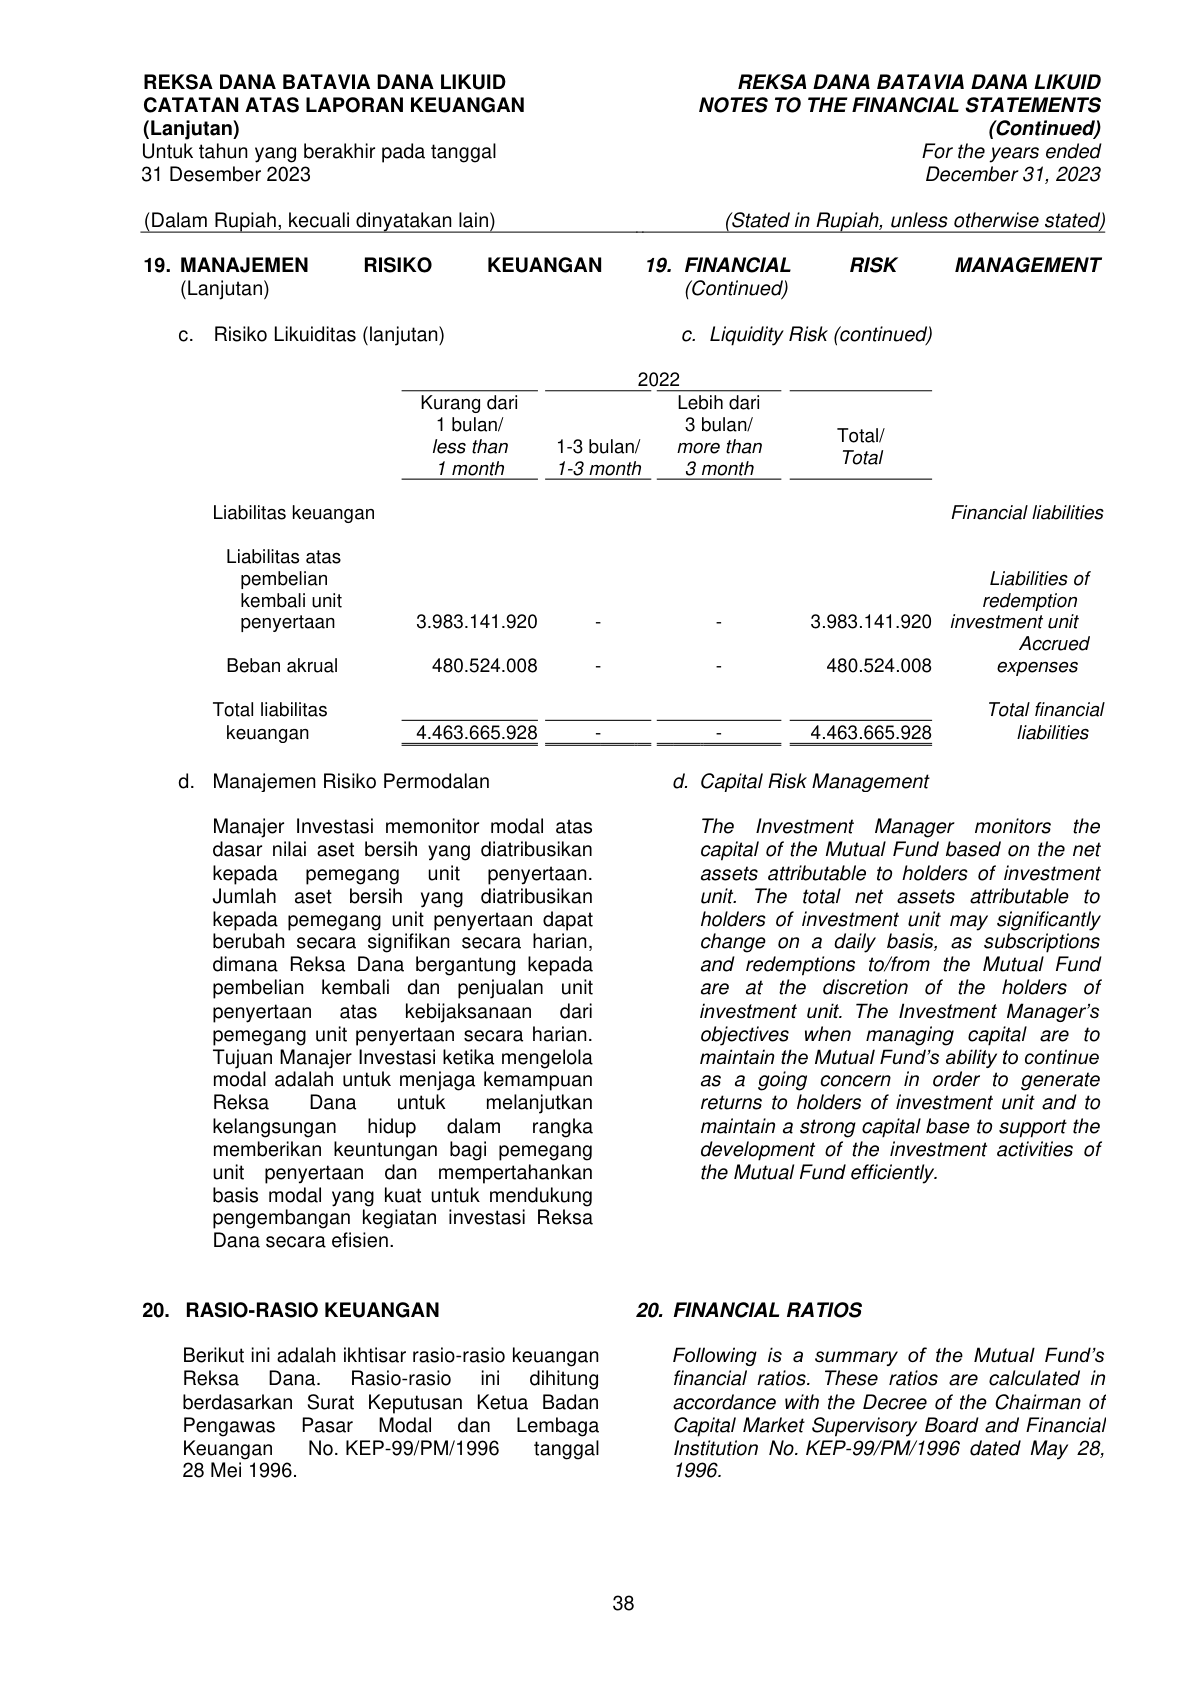 REKSA DANA BATAVIA DANA LIKUID
CATATAN ATAS LAPORAN KEUANGAN
(Lanjutan)
Untuk tahun yang berakhir pada tanggal
31 Desember 2023
REKSA DANA BATAVIA DANA LIKUID
NOTES TO THE FINANCIAL STATEMENTS
(Continued)
For the years ended
December 31, 2023
(Dalam Rupiah, kecuali dinyatakan lain)
(Stated in Rupiah, unless otherwise stated)
19. MANAJEMEN RISIKO KEUANGAN
(Lanjutan)
19. FINANCIAL RISK MANAGEMENT
(Continued)
c. Risiko Likuiditas (lanjutan)
c. Liquidity Risk (continued)
2022
Kurang dari
1 bulan/
less than
1 month
1-3 bulan/
1-3 month
Lebih dari
3 bulan/
more than
3 month
Total/
Total
Liabilitas keuangan
Financial liabilities
Liabilitas atas
pembelian
kembali unit
penyertaan 3.983.141.920 - - 3.983.141.920
Liabilities of
redemption
investment unit
Beban akrual 480.524.008 - - 480.524.008
Accrued
expenses
Total liabilitas
keuangan 4.463.665.928 - - 4.463.665.928
Total financial
liabilities
d. Manajemen Risiko Permodalan
Manajer Investasi memonitor modal atas
dasar nilai aset bersih yang diatribusikan
kepada pemegang unit penyertaan.
Jumlah aset bersih yang diatribusikan
kepada pemegang unit penyertaan dapat
berubah secara signifikan secara harian,
dimana Reksa Dana bergantung kepada
pembelian kembali dan penjualan unit
penyertaan atas kebijaksanaan dari
pemegang unit penyertaan secara harian.
Tujuan Manajer Investasi ketika mengelola
modal adalah untuk menjaga kemampuan
Reksa Dana untuk melanjutkan
kelangsungan hidup dalam rangka
memberikan keuntungan bagi pemegang
unit penyertaan dan mempertahankan
basis modal yang kuat untuk mendukung
pengembangan kegiatan investasi Reksa
Dana secara efisien.
d. Capital Risk Management
The Investment Manager monitors the
capital of the Mutual Fund based on the net
assets attributable to holders of investment
unit. The total net assets attributable to
holders of investment unit may significantly
change on a daily basis, as subscriptions
and redemptions to/from the Mutual Fund
are at the discretion of the holders of
investment unit. The Investment Manager’s
objectives when managing capital are to
maintain the Mutual Fund’s ability to continue
as a going concern in order to generate
returns to holders of investment unit and to
maintain a strong capital base to support the
development of the investment activities of
the Mutual Fund efficiently.
20. RASIO-RASIO KEUANGAN
Berikut ini adalah ikhtisar rasio-rasio keuangan
Reksa Dana. Rasio-rasio ini dihitung
berdasarkan Surat Keputusan Ketua Badan
Pengawas Pasar Modal dan Lembaga
Keuangan No. KEP-99/PM/1996 tanggal
28 Mei 1996.
20. FINANCIAL RATIOS
Following is a summary of the Mutual Fund’s
financial ratios. These ratios are calculated in
accordance with the Decree of the Chairman of
Capital Market Supervisory Board and Financial
Institution No. KEP-99/PM/1996 dated May 28,
1996.
38